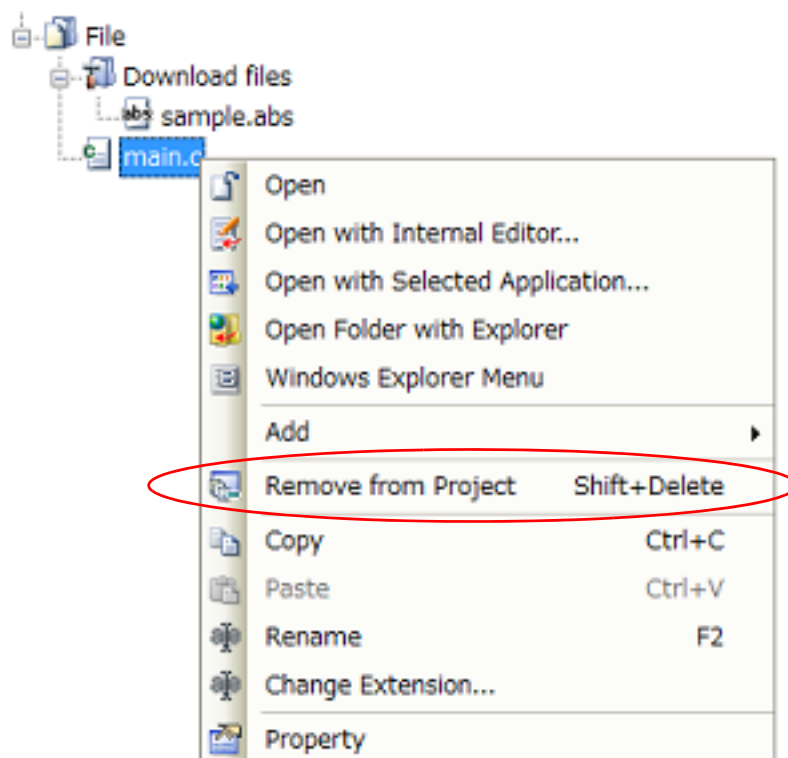 File
Download files
sample.abs
main.c
Open
Open with Internal Editor...
Open with Selected Application...
Open Folder with Explorer
Windows Explorer Menu
Add
Remove from Project Shift+Delete
Copy Ctrl+C
Paste Ctrl+V
Rename F2
Change Extension...
Property